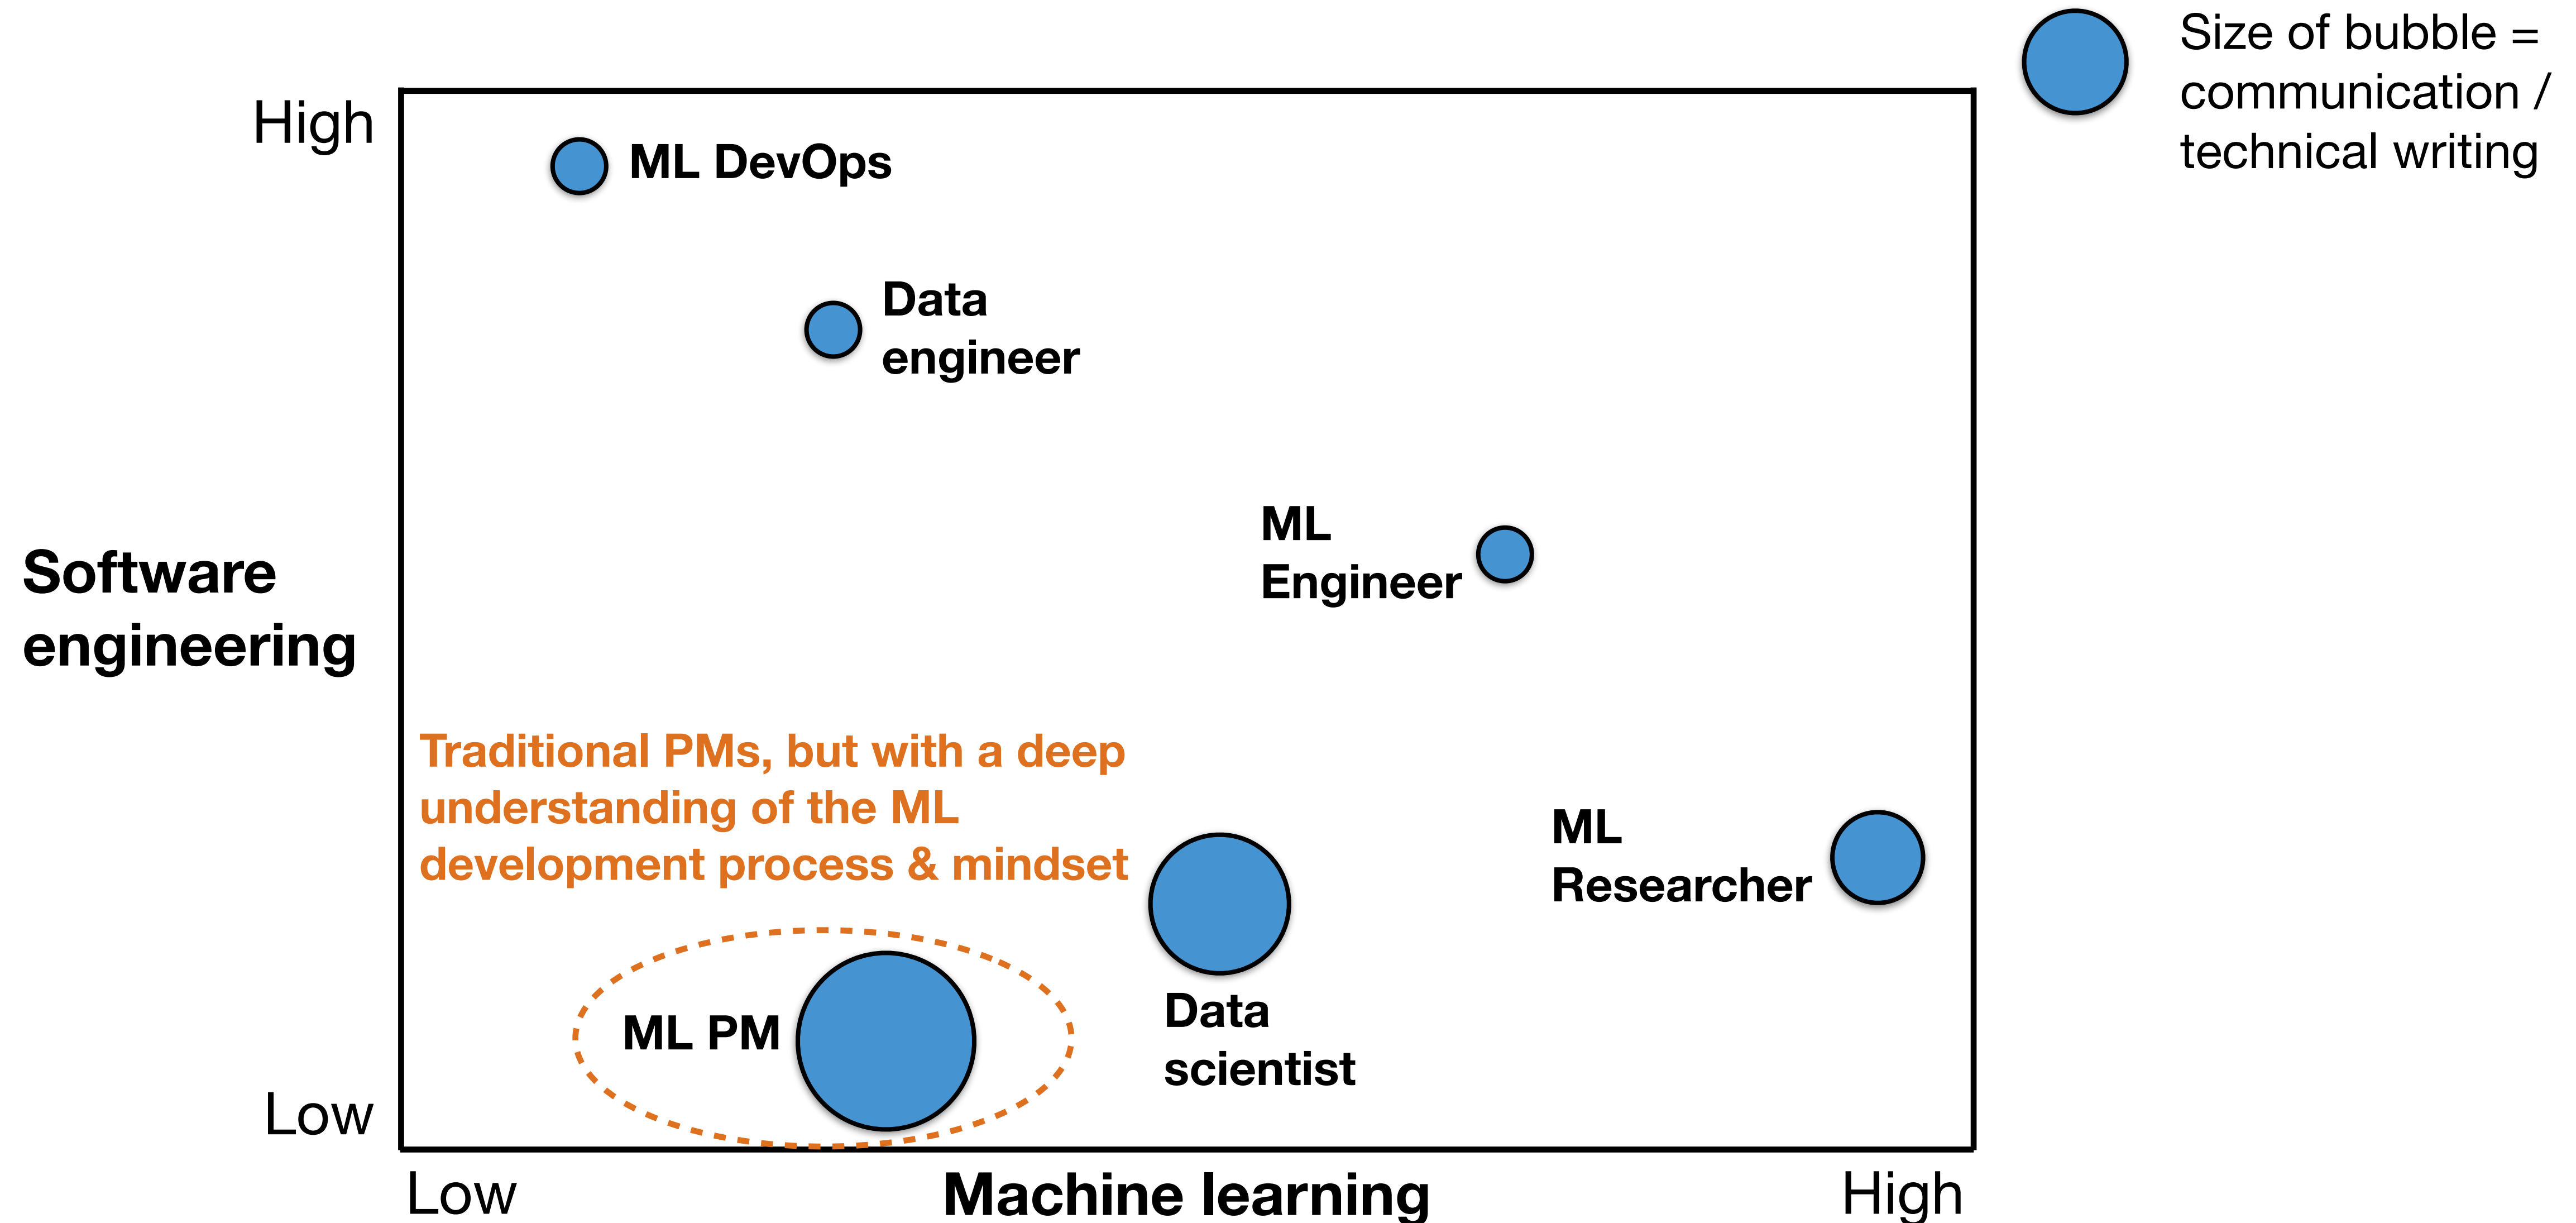 Size of bubble =
communication /
technical writing
High
ML DevOps
Data
engineer
ML
Engineer
Software
engineering
Traditional PMs, but with a deep
understanding of the ML
development process & mindset
ML
Researcher
ML PM
Data
scientist
Low
Low
Machine learning
High